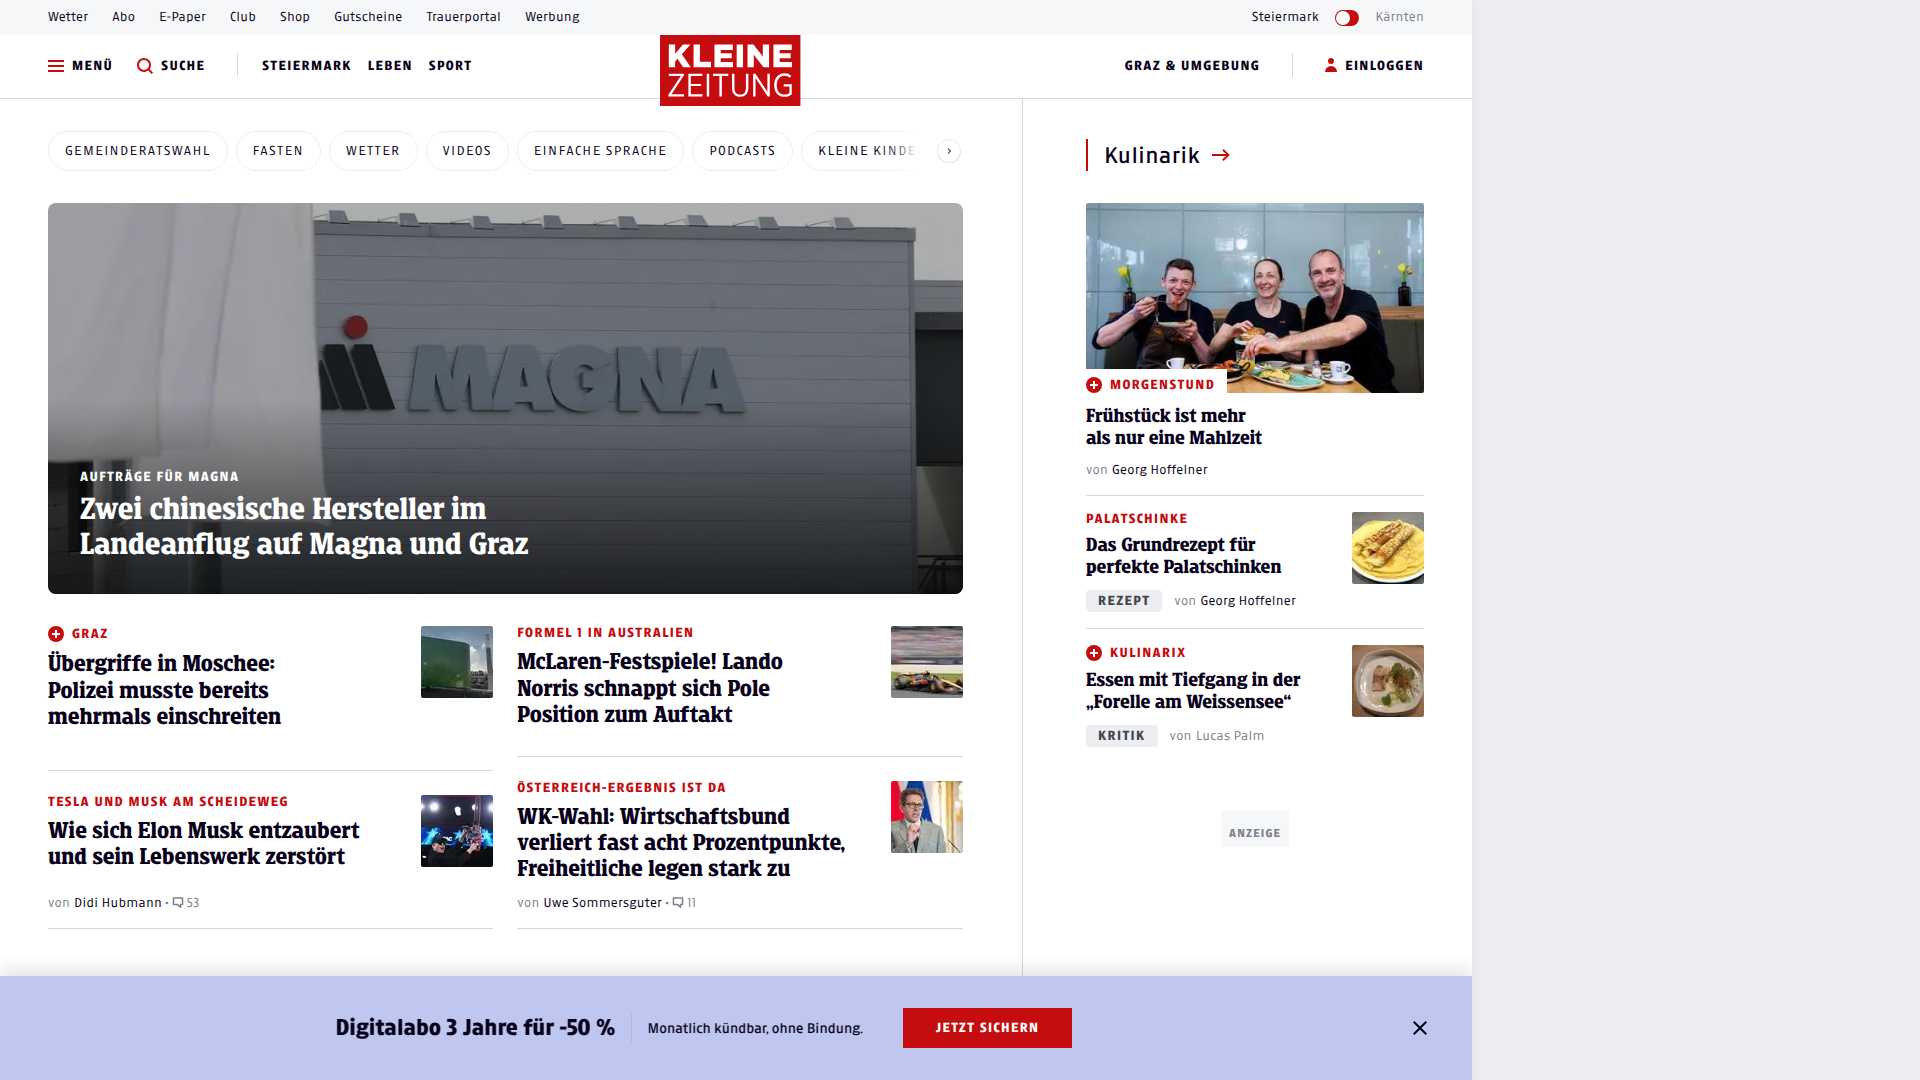 Wetter Abo E-Paper Club Shop Gutscheine Trauerportal Werbung Steiermark Kärnten
MENÜ SUCHE STEIERMARK LEBEN SPORT KLEINE ZEITUNG GRAZ & UMGEBUNG EINLOGGEN
GEMEINDERATSWAHL FASTEN WETTER VIDEOS EINFACHE SPRACHE PODCASTS KLEINE KINDE
MAGNA
AUFTRÄGE FÜR MAGNA
Zwei chinesische Hersteller im
Landeanflug auf Magna und Graz
GRAZ
Übergriffe in Moschee:
Polizei musste bereits
mehrmals einschreiten
FORMEL 1 IN AUSTRALIEN
McLaren-Festspiele! Lando
Norris schnappt sich Pole
Position zum Auftakt
TESLA UND MUSK AM SCHEIDEWEG
Wie sich Elon Musk entzaubert
und sein Lebenswerk zerstört
von Didi Hubmann • 53
ÖSTERREICH-ERGEBNIS IST DA
WK-Wahl: Wirtschaftsbund
verliert fast acht Prozentpunkte,
Freiheitliche legen stark zu
von Uwe Sommersguter • 11
Kulinarik
MORGENSTUND
Frühstück ist mehr
als nur eine Mahlzeit
von Georg Hoffelner
PALATSCHINKE
Das Grundrezept für
perfekte Palatschinken
REZEPT von Georg Hoffelner
KULINARIX
Essen mit Tiefgang in der
„Forelle am Weissensee“
KRITIK von Lucas Palm
ANZEIGE
Digitalabo 3 Jahre für -50 % Monatlich kündbar, ohne Bindung. JETZT SICHERN